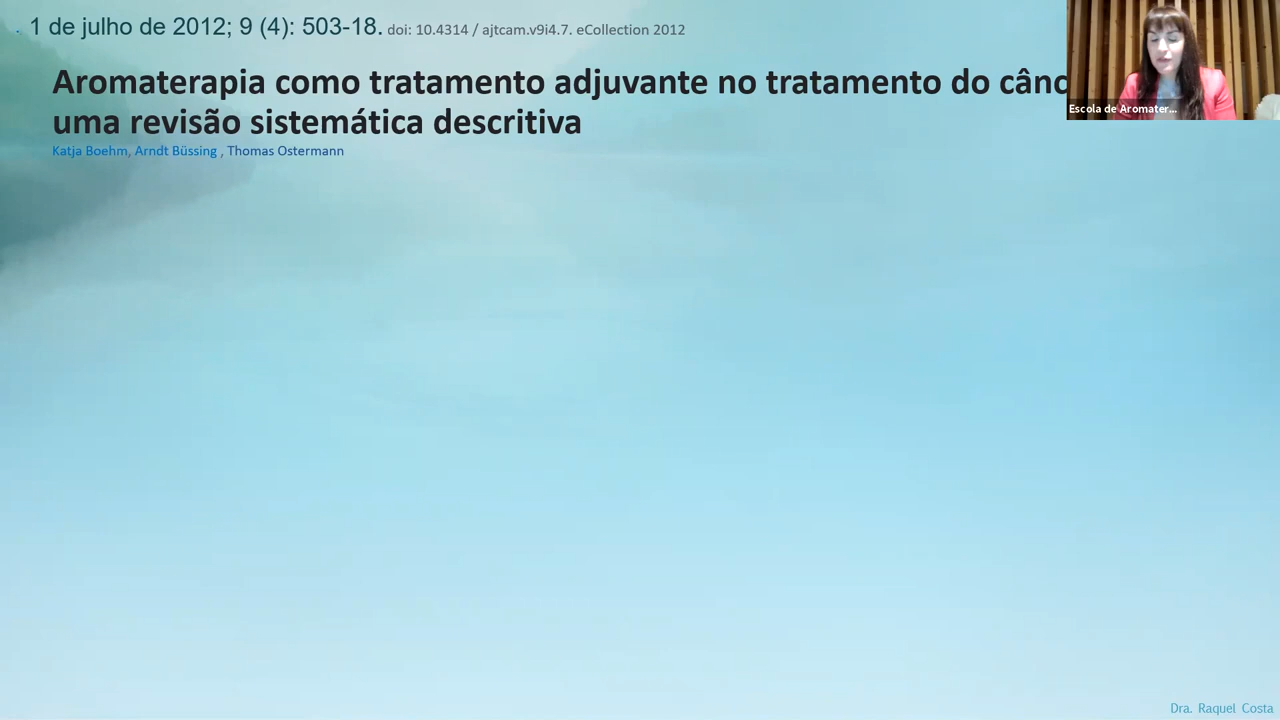 . 1 de julho de 2012; 9 (4): 503-18. doi: 10.4314 / ajtcam.v9i4.7. eCollection 2012
Aromaterapia como tratamento adjuvante no tratamento do cânc
uma revisão sistemática descritiva
Katja Boehm, Arndt Büssing , Thomas Ostermann
Escola de Aromater...
Dra. Raquel Costa